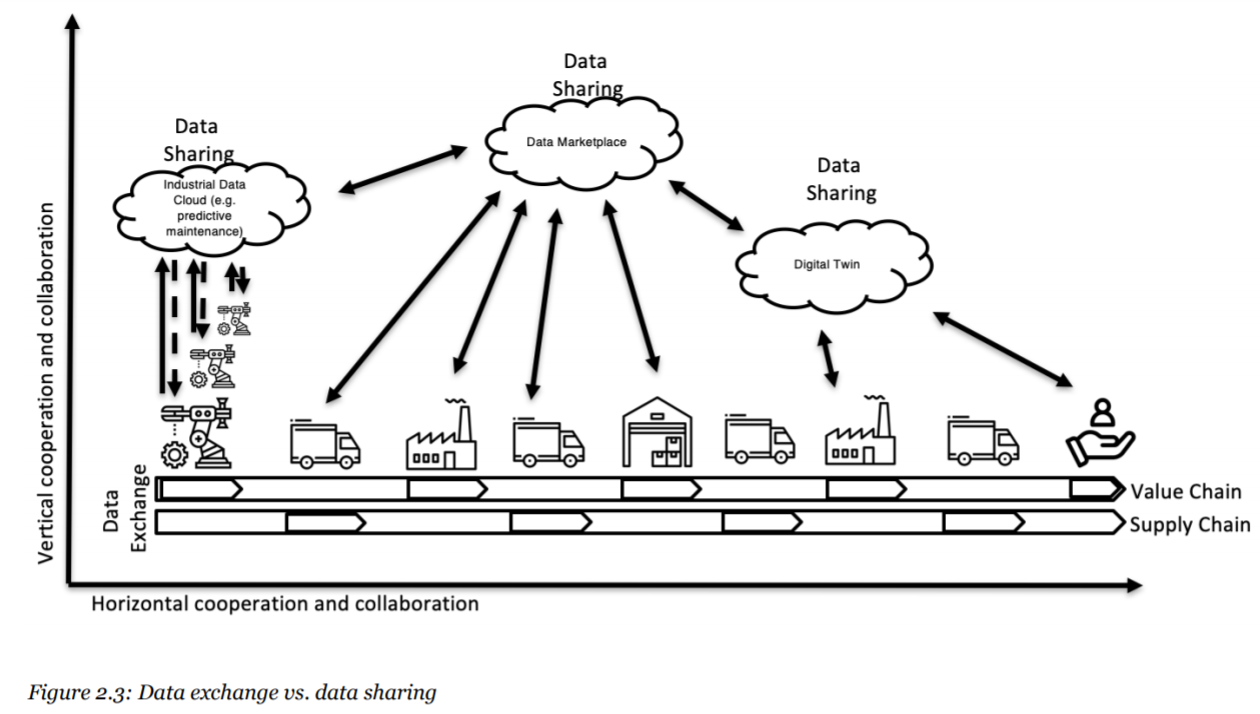 Data
Sharing
Data Marketplace
Data
Sharing
Industrial Data
Cloud (e.g.
predictive
maintenance)
Data
Sharing
Digital Twin
Vertical cooperation and collaboration
Data
Exchange
Value Chain
Supply Chain
Horizontal cooperation and collaboration
Figure 2.3: Data exchange vs. data sharing